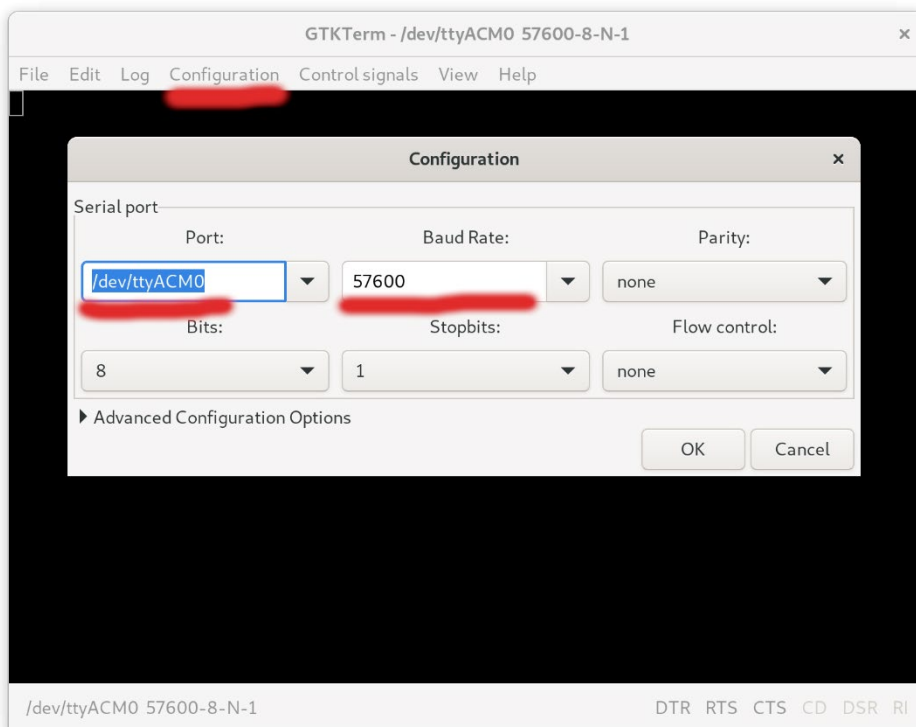 GTKTerm - /dev/ttyACM0 57600-8-N-1
File Edit Log Configuration Control signals View Help
Configuration
Serial port
Port: Baud Rate: Parity:
/dev/ttyACM0 57600 none
Bits: Stopbits: Flow control:
8 1 none
Advanced Configuration Options
OK Cancel
/dev/ttyACM0 57600-8-N-1 DTR RTS CTS CD DSR RI